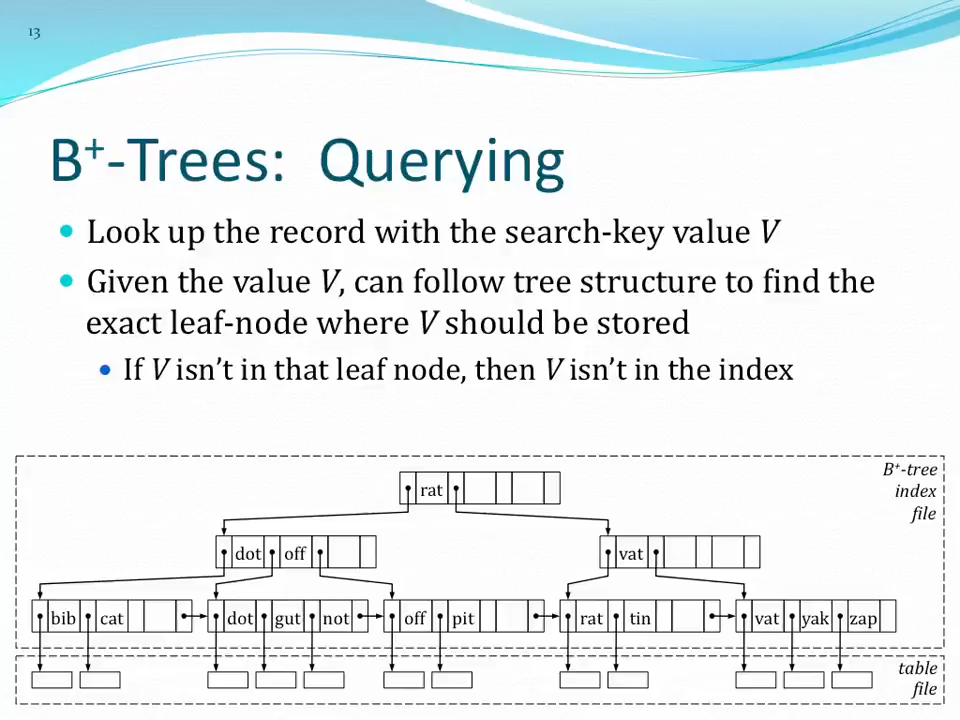 13
B+-Trees: Querying
Look up the record with the search-key value V
Given the value V, can follow tree structure to find the
exact leaf-node where V should be stored
If V isn’t in that leaf node, then V isn’t in the index
B+-tree
index
file
rat
dot off
vat
bib cat
dot gut not
off pit
rat tin
vat yak zap
table
file